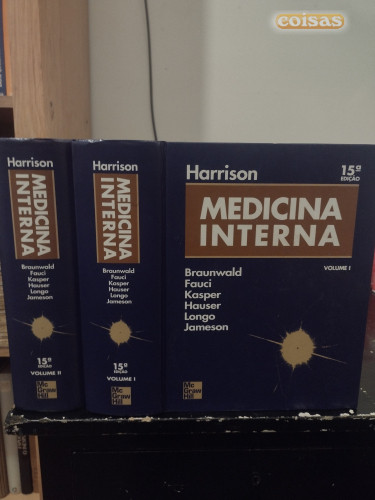 coisas
Harrison
MEDICINA
INTERNA
Braunwald
Fauci
Kasper
Hauser
Longo
Jameson
15ª
EDIÇÃO
VOLUME II
Mc
Graw
Hill
Harrison
MEDICINA
INTERNA
Braunwald
Fauci
Kasper
Hauser
Longo
Jameson
15ª
EDIÇÃO
VOLUME I
Mc
Graw
Hill
Harrison
15ª
EDIÇÃO
MEDICINA
INTERNA
VOLUME I
Braunwald
Fauci
Kasper
Hauser
Longo
Jameson
Mc
Graw
Hill